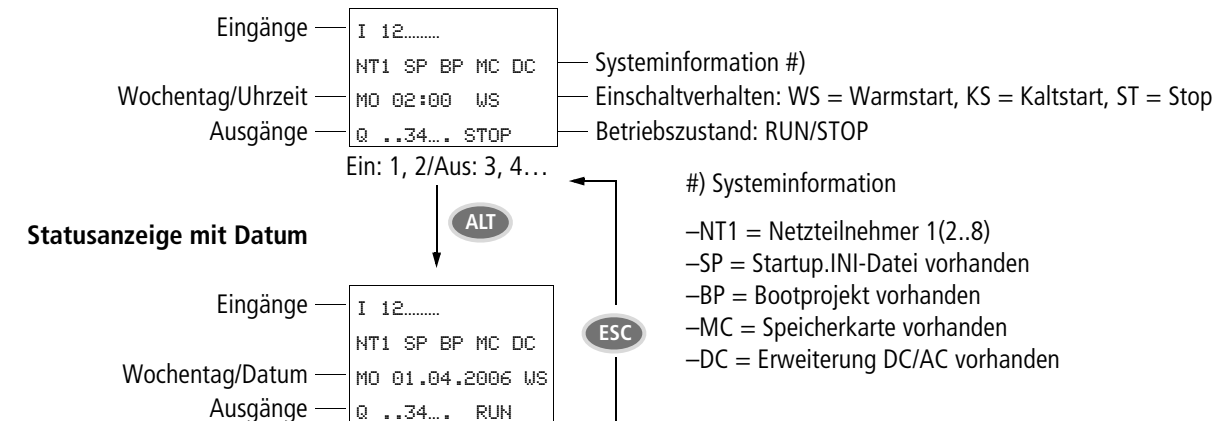 Eingänge
I 12.........
NT1 SP BP MC DC
Systeminformation #)
Wochentag/Uhrzeit
MO 02:00 WS
Einschaltverhalten: WS = Warmstart, KS = Kaltstart, ST = Stop
Ausgänge
Q ..34.... STOP
Betriebszustand: RUN/STOP
Ein: 1, 2/Aus: 3, 4…
ALT
#) Systeminformation
–NT1 = Netzteilnehmer 1(2..8)
–SP = Startup.INI-Datei vorhanden
–BP = Bootprojekt vorhanden
–MC = Speicherkarte vorhanden
–DC = Erweiterung DC/AC vorhanden
Statusanzeige mit Datum
Eingänge
I 12.........
NT1 SP BP MC DC
ESC
Wochentag/Datum
MO 01.04.2006 WS
Ausgänge
Q ..34.... RUN